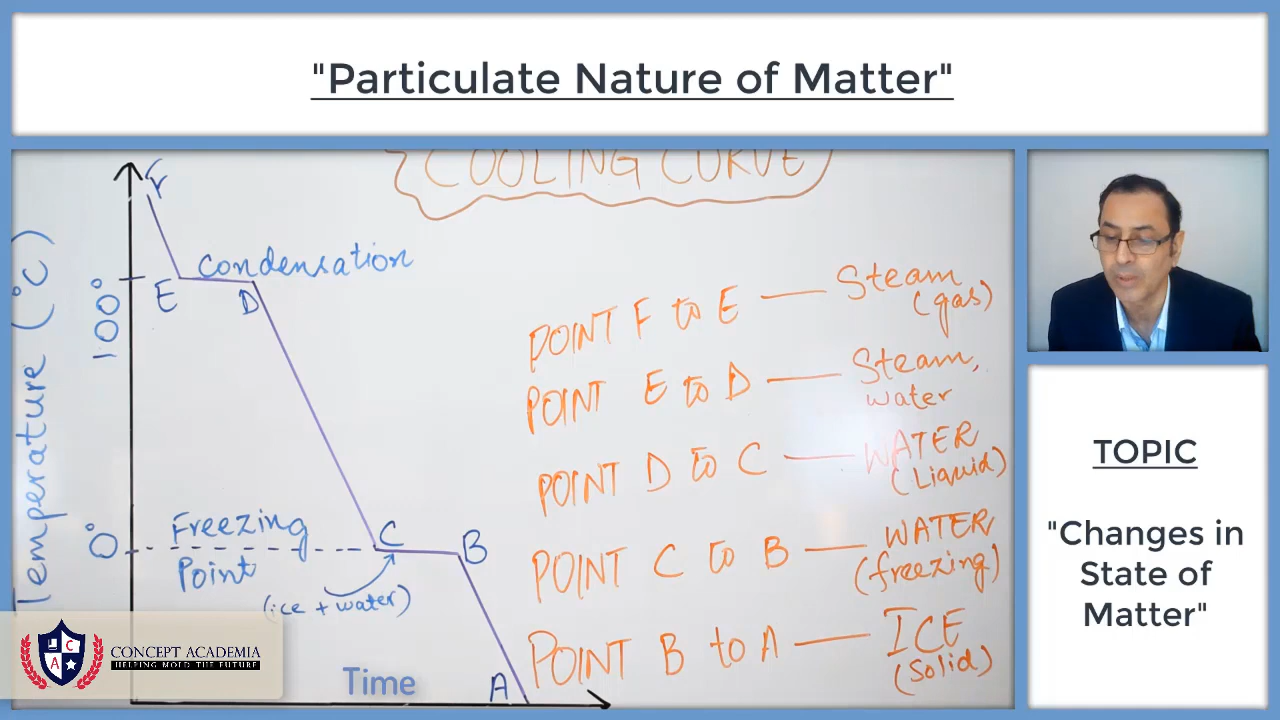 "Particulate Nature of Matter"
COOLING CURVE
F
Condensation
E
D
100°
Temperature (°C)
0°
Freezing
Point
C
B
(ice + water)
A
Time
POINT F to E — Steam
(gas)
POINT E to D — Steam,
water
POINT D to C — WATER
(Liquid)
POINT C to B — WATER
(freezing)
POINT B to A — ICE
(Solid)
CONCEPT ACADEMIA
HELPING MOLD THE FUTURE
C A
A
TOPIC
"Changes in
State of
Matter"